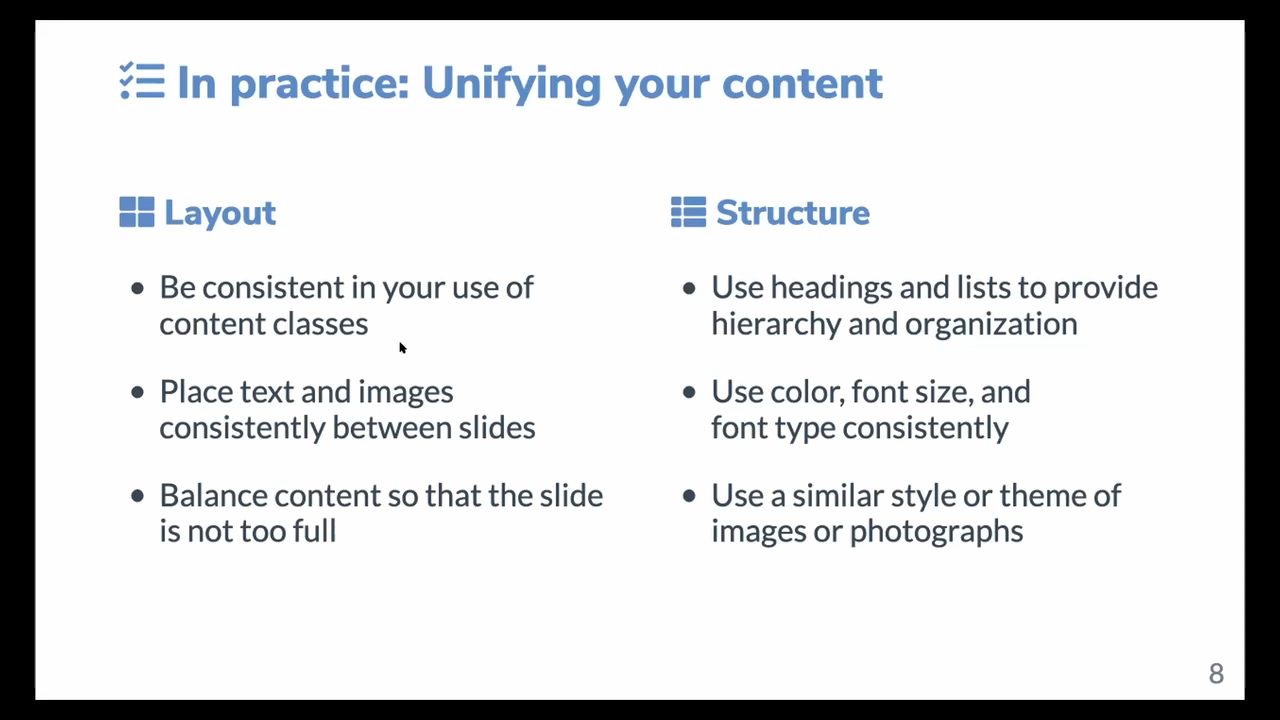 In practice: Unifying your content
Layout
• Be consistent in your use of
content classes
• Place text and images
consistently between slides
• Balance content so that the slide
is not too full
Structure
• Use headings and lists to provide
hierarchy and organization
• Use color, font size, and
font type consistently
• Use a similar style or theme of
images or photographs
8